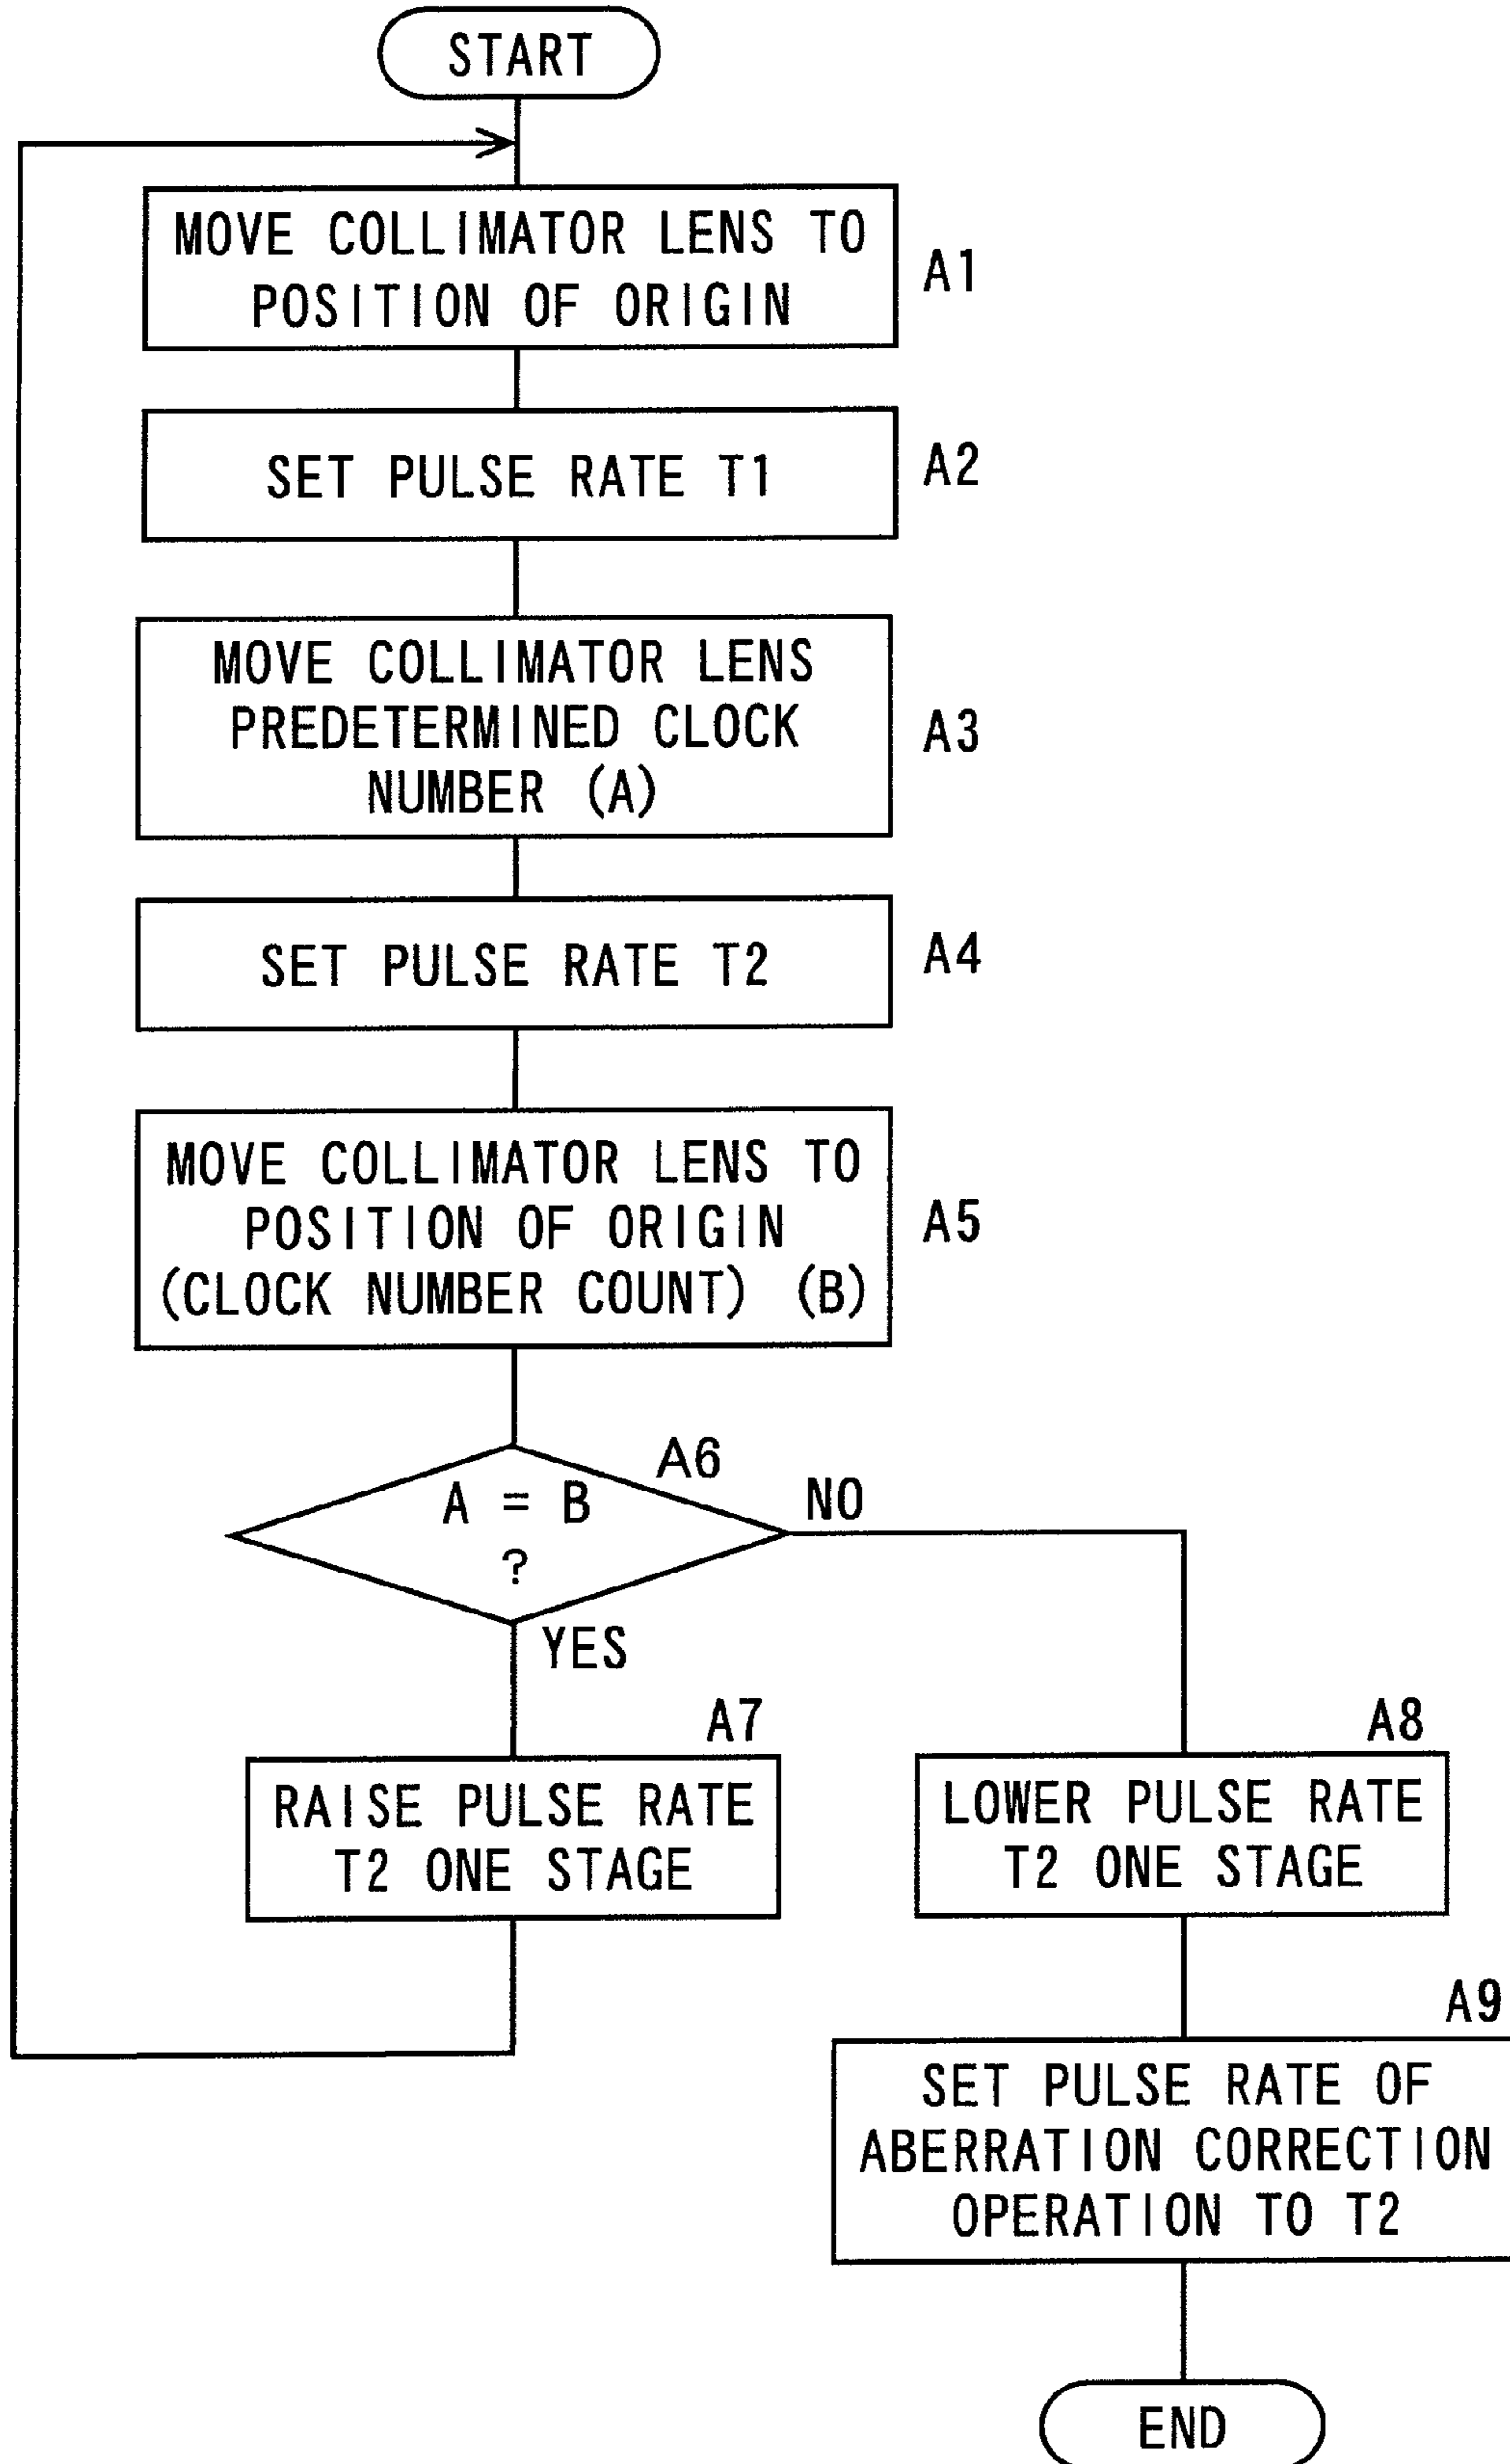 START
MOVE COLLIMATOR LENS TO
POSITION OF ORIGIN
A1
SET PULSE RATE T1
A2
MOVE COLLIMATOR LENS
PREDETERMINED CLOCK
NUMBER (A)
A3
SET PULSE RATE T2
A4
MOVE COLLIMATOR LENS TO
POSITION OF ORIGIN
(CLOCK NUMBER COUNT) (B)
A5
A6
A = B
?
NO
YES
A7
RAISE PULSE RATE
T2 ONE STAGE
A8
LOWER PULSE RATE
T2 ONE STAGE
A9
SET PULSE RATE OF
ABERRATION CORRECTION
OPERATION TO T2
END